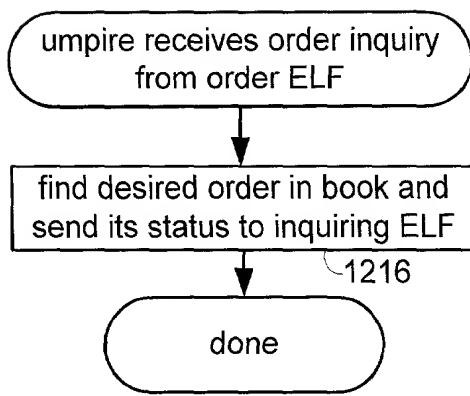 umpire receives order inquiry
from order ELF
find desired order in book and
send its status to inquiring ELF
1216
done